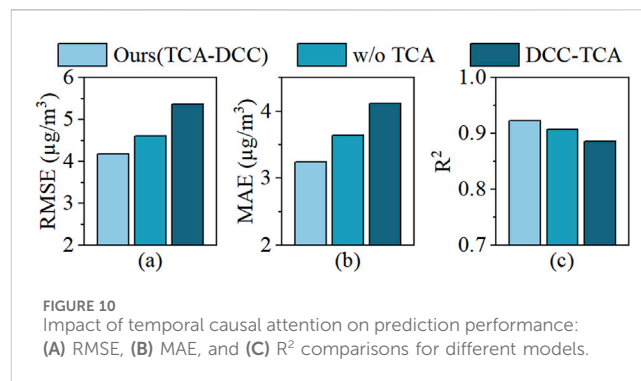 Ours(TCA-DCC) w/o TCA DCC-TCA
6
5
4
3
2
RMSE (µg/m³)
(a)
4
3
2
MAE (µg/m³)
(b)
1.0
0.9
0.8
0.7
R²
(c)
FIGURE 10
Impact of temporal causal attention on prediction performance:
(A) RMSE, (B) MAE, and (C) R² comparisons for different models.